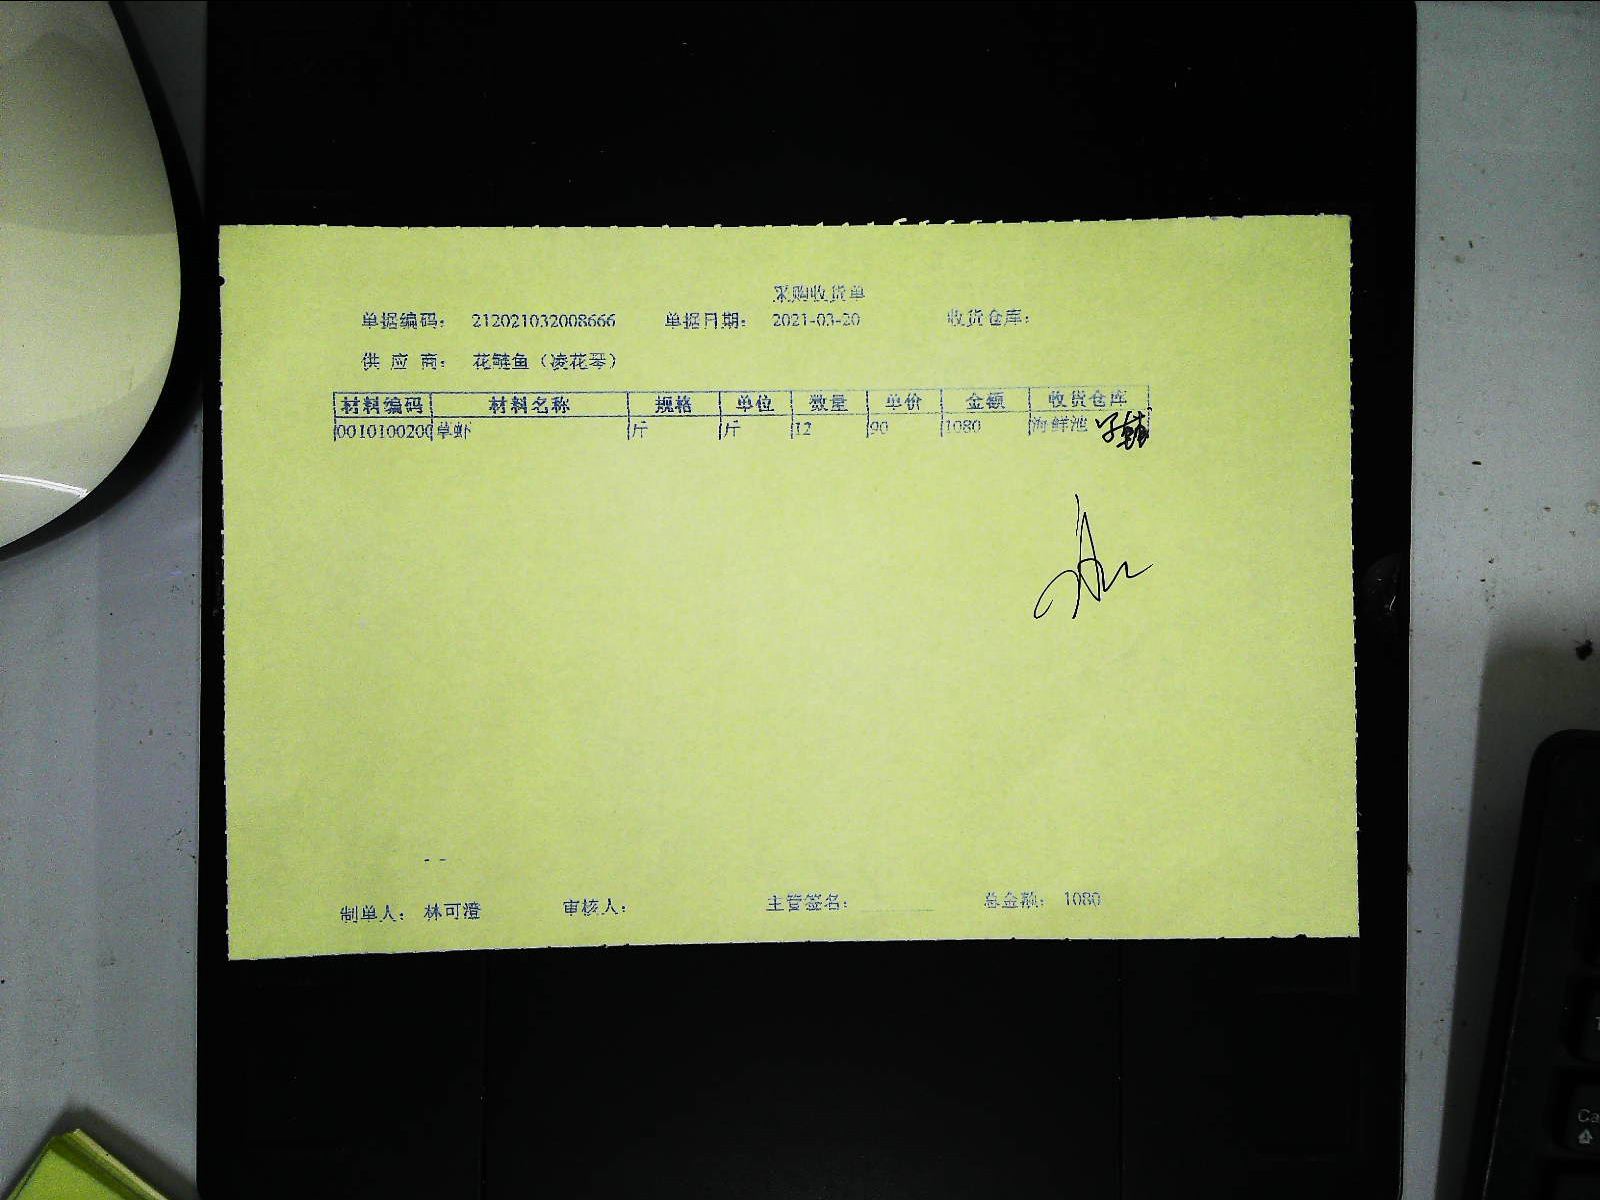 采购收货单
单据编码： 212021032008666 单据日期： 2021-03-20 收货仓库：
供 应 商： 花鲢鱼（凌花琴）
材料编码 材料名称 规格 单位 数量 单价 金额 收货仓库
0010100200 草虾 斤 斤 12 90 1080 海鲜池
制单人： 林可澄 审核人： 主管签名： 总金额： 1080